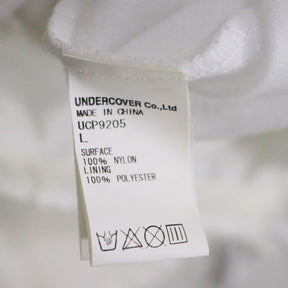 UNDERCOVER Co.,Ltd
MADE IN CHINA
UCP9205
L
SURFACE
100% NYLON
LINING
100% POLYESTER